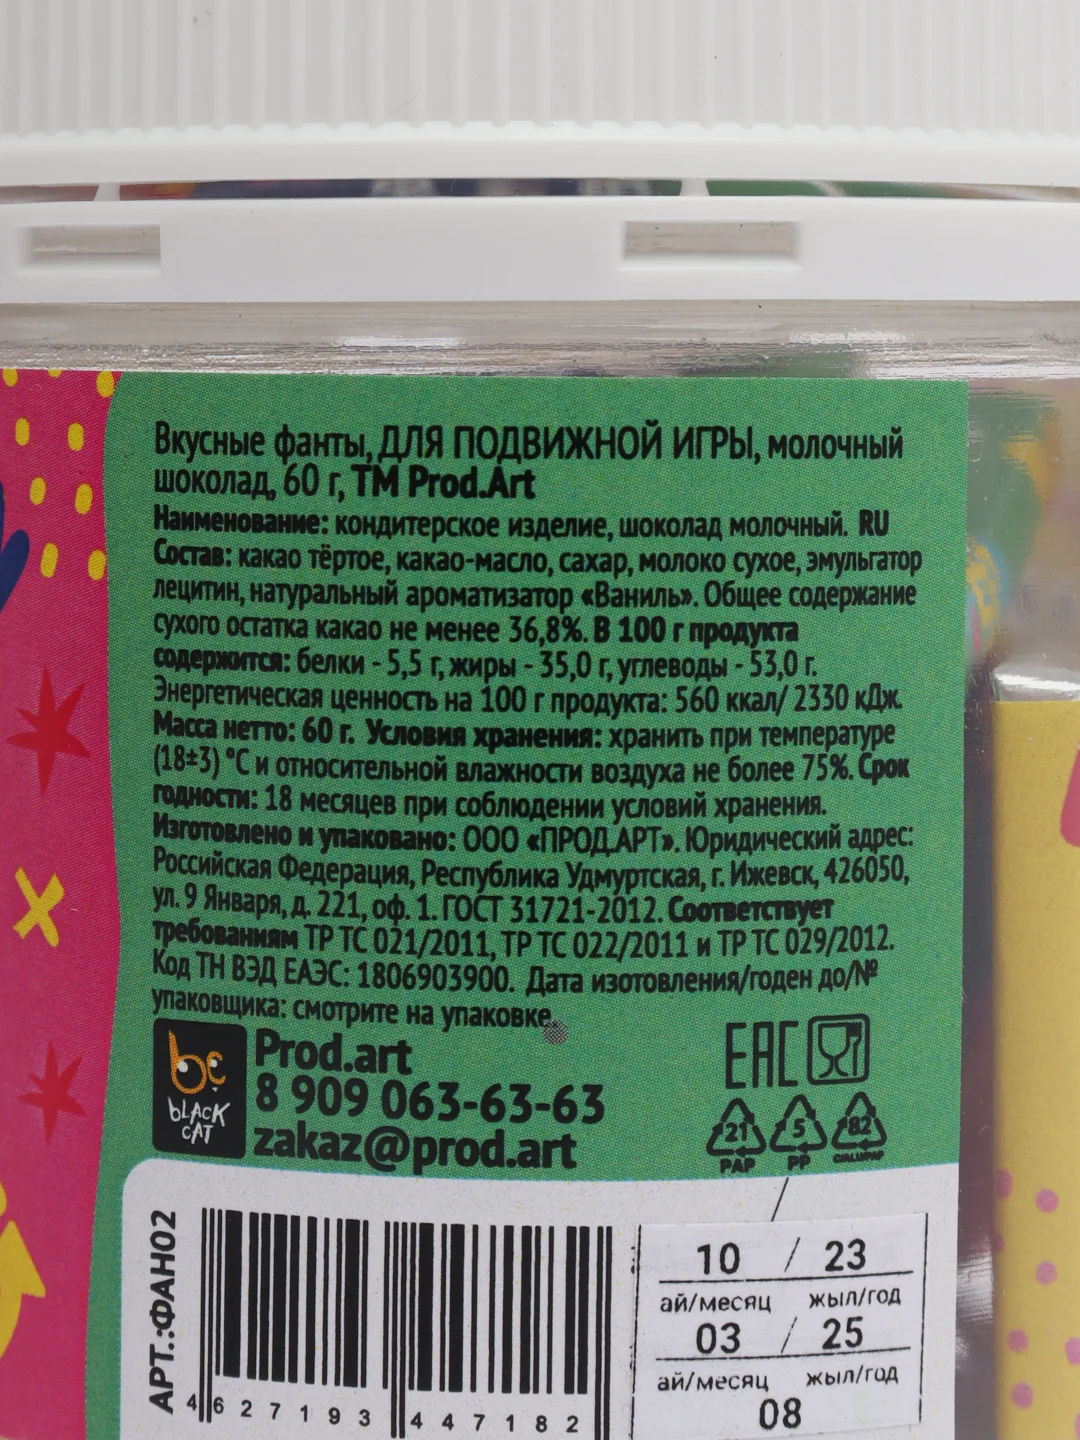 Вкусные фанты, ДЛЯ ПОДВИЖНОЙ ИГРЫ, молочный
шоколад, 60 г, ТМ Prod.Art
Наименование: кондитерское изделие, шоколад молочный. RU
Состав: какао тёртое, какао-масло, сахар, молоко сухое, эмульгатор
лецитин, натуральный ароматизатор «Ваниль». Общее содержание
сухого остатка какао не менее 36,8%. В 100 г продукта
содержится: белки - 5,5 г, жиры - 35,0 г, углеводы - 53,0 г.
Энергетическая ценность на 100 г продукта: 560 ккал/ 2330 кДж.
Масса нетто: 60 г. Условия хранения: хранить при температуре
(18±3) °С и относительной влажности воздуха не более 75%. Срок
годности: 18 месяцев при соблюдении условий хранения.
Изготовлено и упаковано: ООО «ПРОД.АРТ». Юридический адрес:
Российская Федерация, Республика Удмуртская, г. Ижевск, 426050,
ул. 9 Января, д. 221, оф. 1. ГОСТ 31721-2012. Соответствует
требованиям ТР ТС 021/2011, ТР ТС 022/2011 и ТР ТС 029/2012.
Код ТН ВЭД ЕАЭС: 1806903900. Дата изотовления/годен до/№
упаковщика: смотрите на упаковке.
bc
BLACK
CAT
Prod.art
8 909 063-63-63
zakaz@prod.art
EAC
21 5 82
PAP PP C/ALU/PAP
АРТ.:ФАН02
4 627193 447182
10 / 23
ай/месяц жыл/год
03 / 25
ай/месяц жыл/год
08